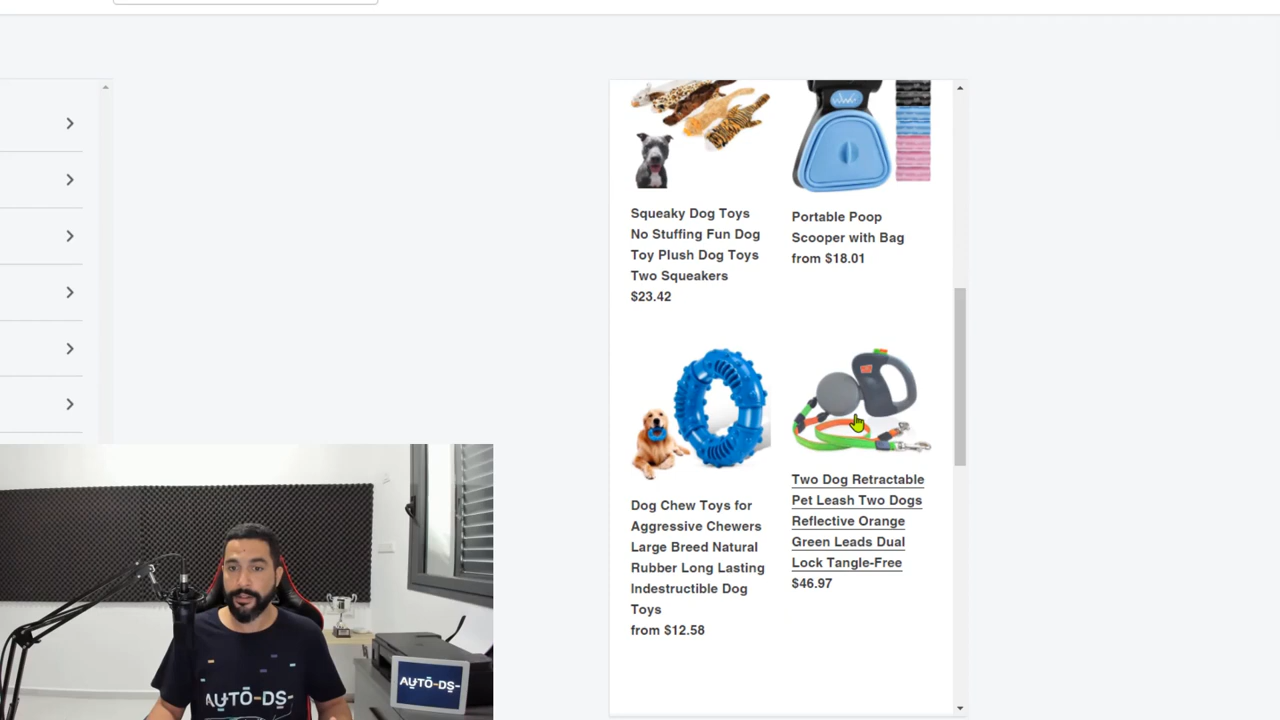 Squeaky Dog Toys
No Stuffing Fun Dog
Toy Plush Dog Toys
Two Squeakers
$23.42
Portable Poop
Scooper with Bag
from $18.01
Dog Chew Toys for
Aggressive Chewers
Large Breed Natural
Rubber Long Lasting
Indestructible Dog
Toys
from $12.58
Two Dog Retractable
Pet Leash Two Dogs
Reflective Orange
Green Leads Dual
Lock Tangle-Free
$46.97
AUTO-DS-
AUTO-DS-